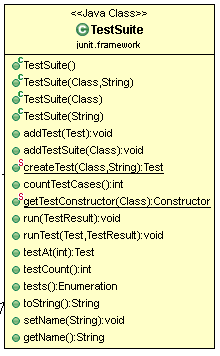 <<Java Class>>
TestSuite
junit.framework
TestSuite()
TestSuite(Class,String)
TestSuite(Class)
TestSuite(String)
addTest(Test):void
addTestSuite(Class):void
createTest(Class,String):Test
countTestCases():int
getTestConstructor(Class):Constructor
run(TestResult):void
runTest(Test,TestResult):void
testAt(int):Test
testCount():int
tests():Enumeration
toString():String
setName(String):void
getName():String